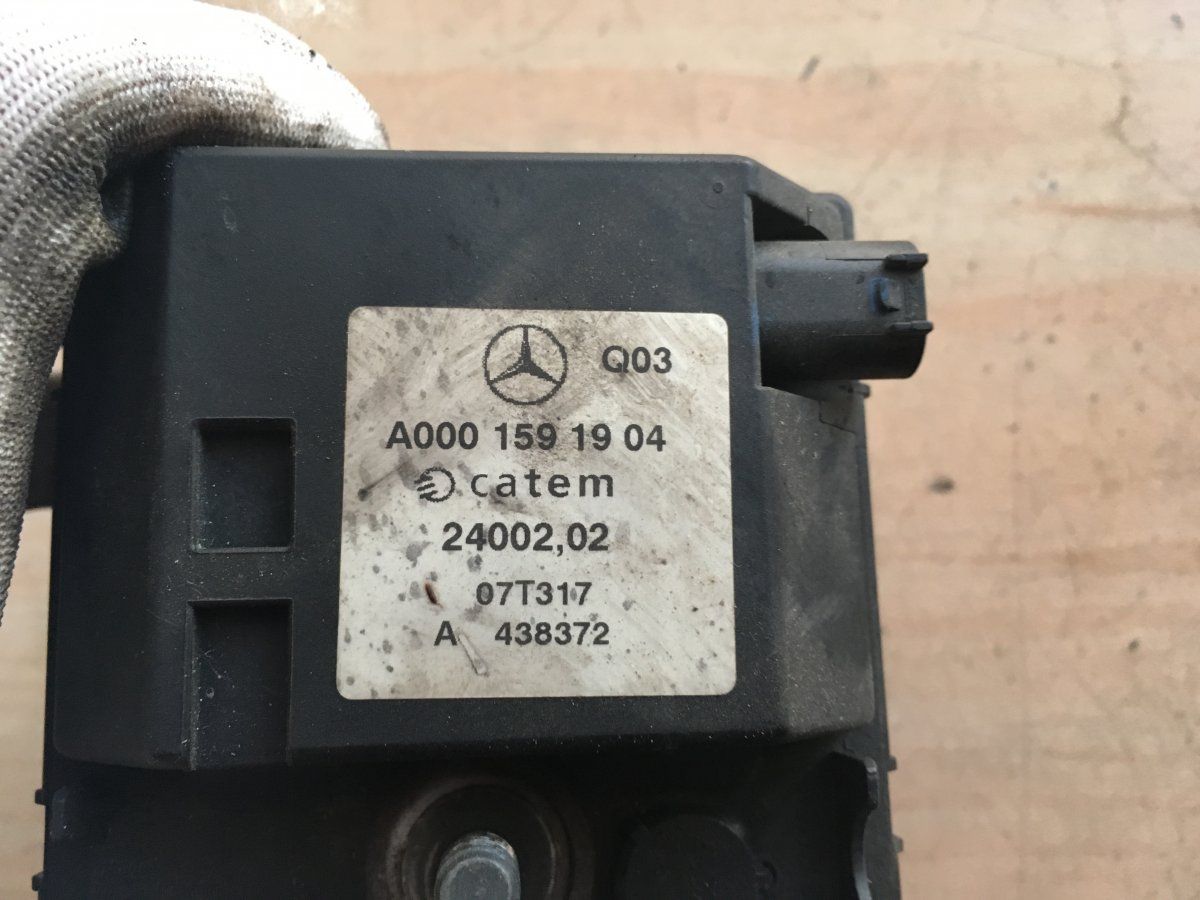 Q03
A000 159 19 04
catem
24002,02
07T317
A 438372